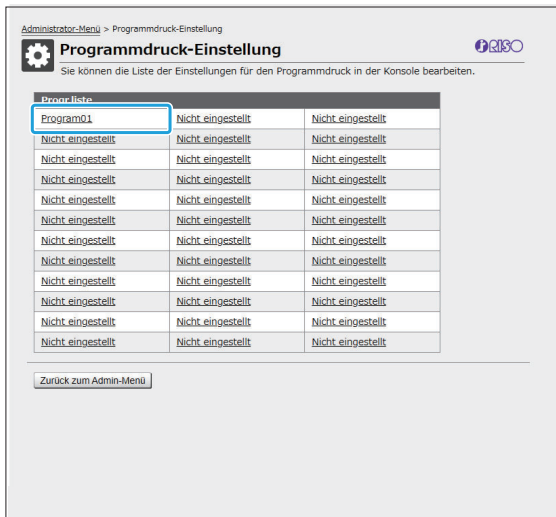 Administrator-Menü > Programmdruck-Einstellung
Programmdruck-Einstellung
RISO
Sie können die Liste der Einstellungen für den Programmdruck in der Konsole bearbeiten.
Progr liste
Program01 Nicht eingestellt Nicht eingestellt
Nicht eingestellt Nicht eingestellt Nicht eingestellt
Nicht eingestellt Nicht eingestellt Nicht eingestellt
Nicht eingestellt Nicht eingestellt Nicht eingestellt
Nicht eingestellt Nicht eingestellt Nicht eingestellt
Nicht eingestellt Nicht eingestellt Nicht eingestellt
Nicht eingestellt Nicht eingestellt Nicht eingestellt
Nicht eingestellt Nicht eingestellt Nicht eingestellt
Nicht eingestellt Nicht eingestellt Nicht eingestellt
Nicht eingestellt Nicht eingestellt Nicht eingestellt
Nicht eingestellt Nicht eingestellt Nicht eingestellt
Nicht eingestellt Nicht eingestellt Nicht eingestellt
Zurück zum Admin-Menü